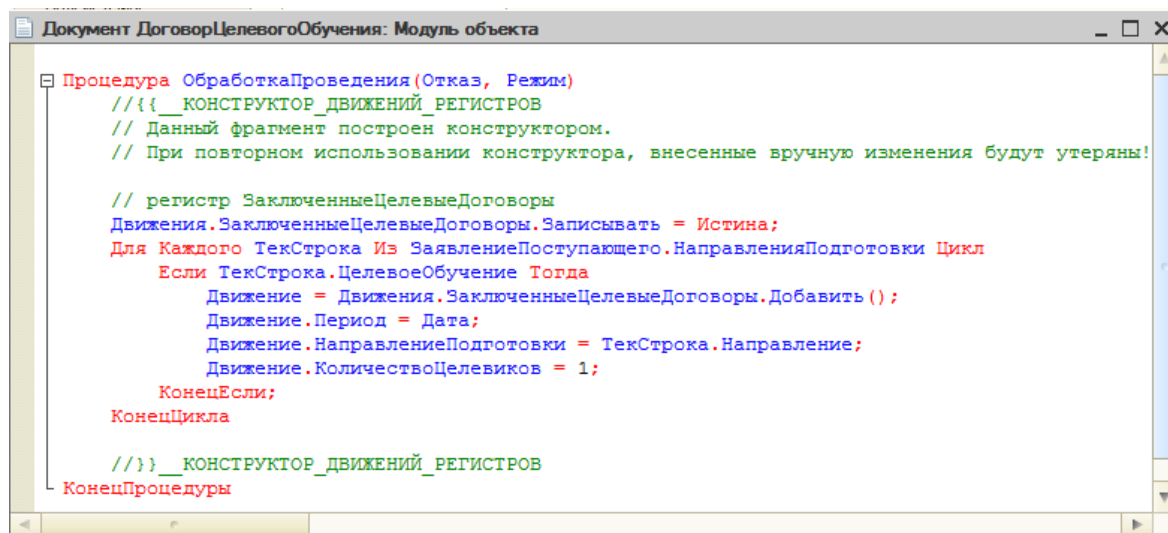 Документ ДоговорЦелевогоОбучения: Модуль объекта
Процедура ОбработкаПроведения(Отказ, Режим)
//{{__КОНСТРУКТОР_ДВИЖЕНИЙ_РЕГИСТРОВ
// Данный фрагмент построен конструктором.
// При повторном использовании конструктора, внесенные вручную изменения будут утеряны!
// регистр ЗаключенныеЦелевыеДоговоры
Движения.ЗаключенныеЦелевыеДоговоры.Записывать = Истина;
Для Каждого ТекСтрока Из ЗаявлениеПоступающего.НаправленияПодготовки Цикл
Если ТекСтрока.ЦелевоеОбучение Тогда
Движение = Движения.ЗаключенныеЦелевыеДоговоры.Добавить();
Движение.Период = Дата;
Движение.НаправлениеПодготовки = ТекСтрока.Направление;
Движение.КоличествоЦелевиков = 1;
КонецЕсли;
КонецЦикла
//}}__КОНСТРУКТОР_ДВИЖЕНИЙ_РЕГИСТРОВ
КонецПроцедуры